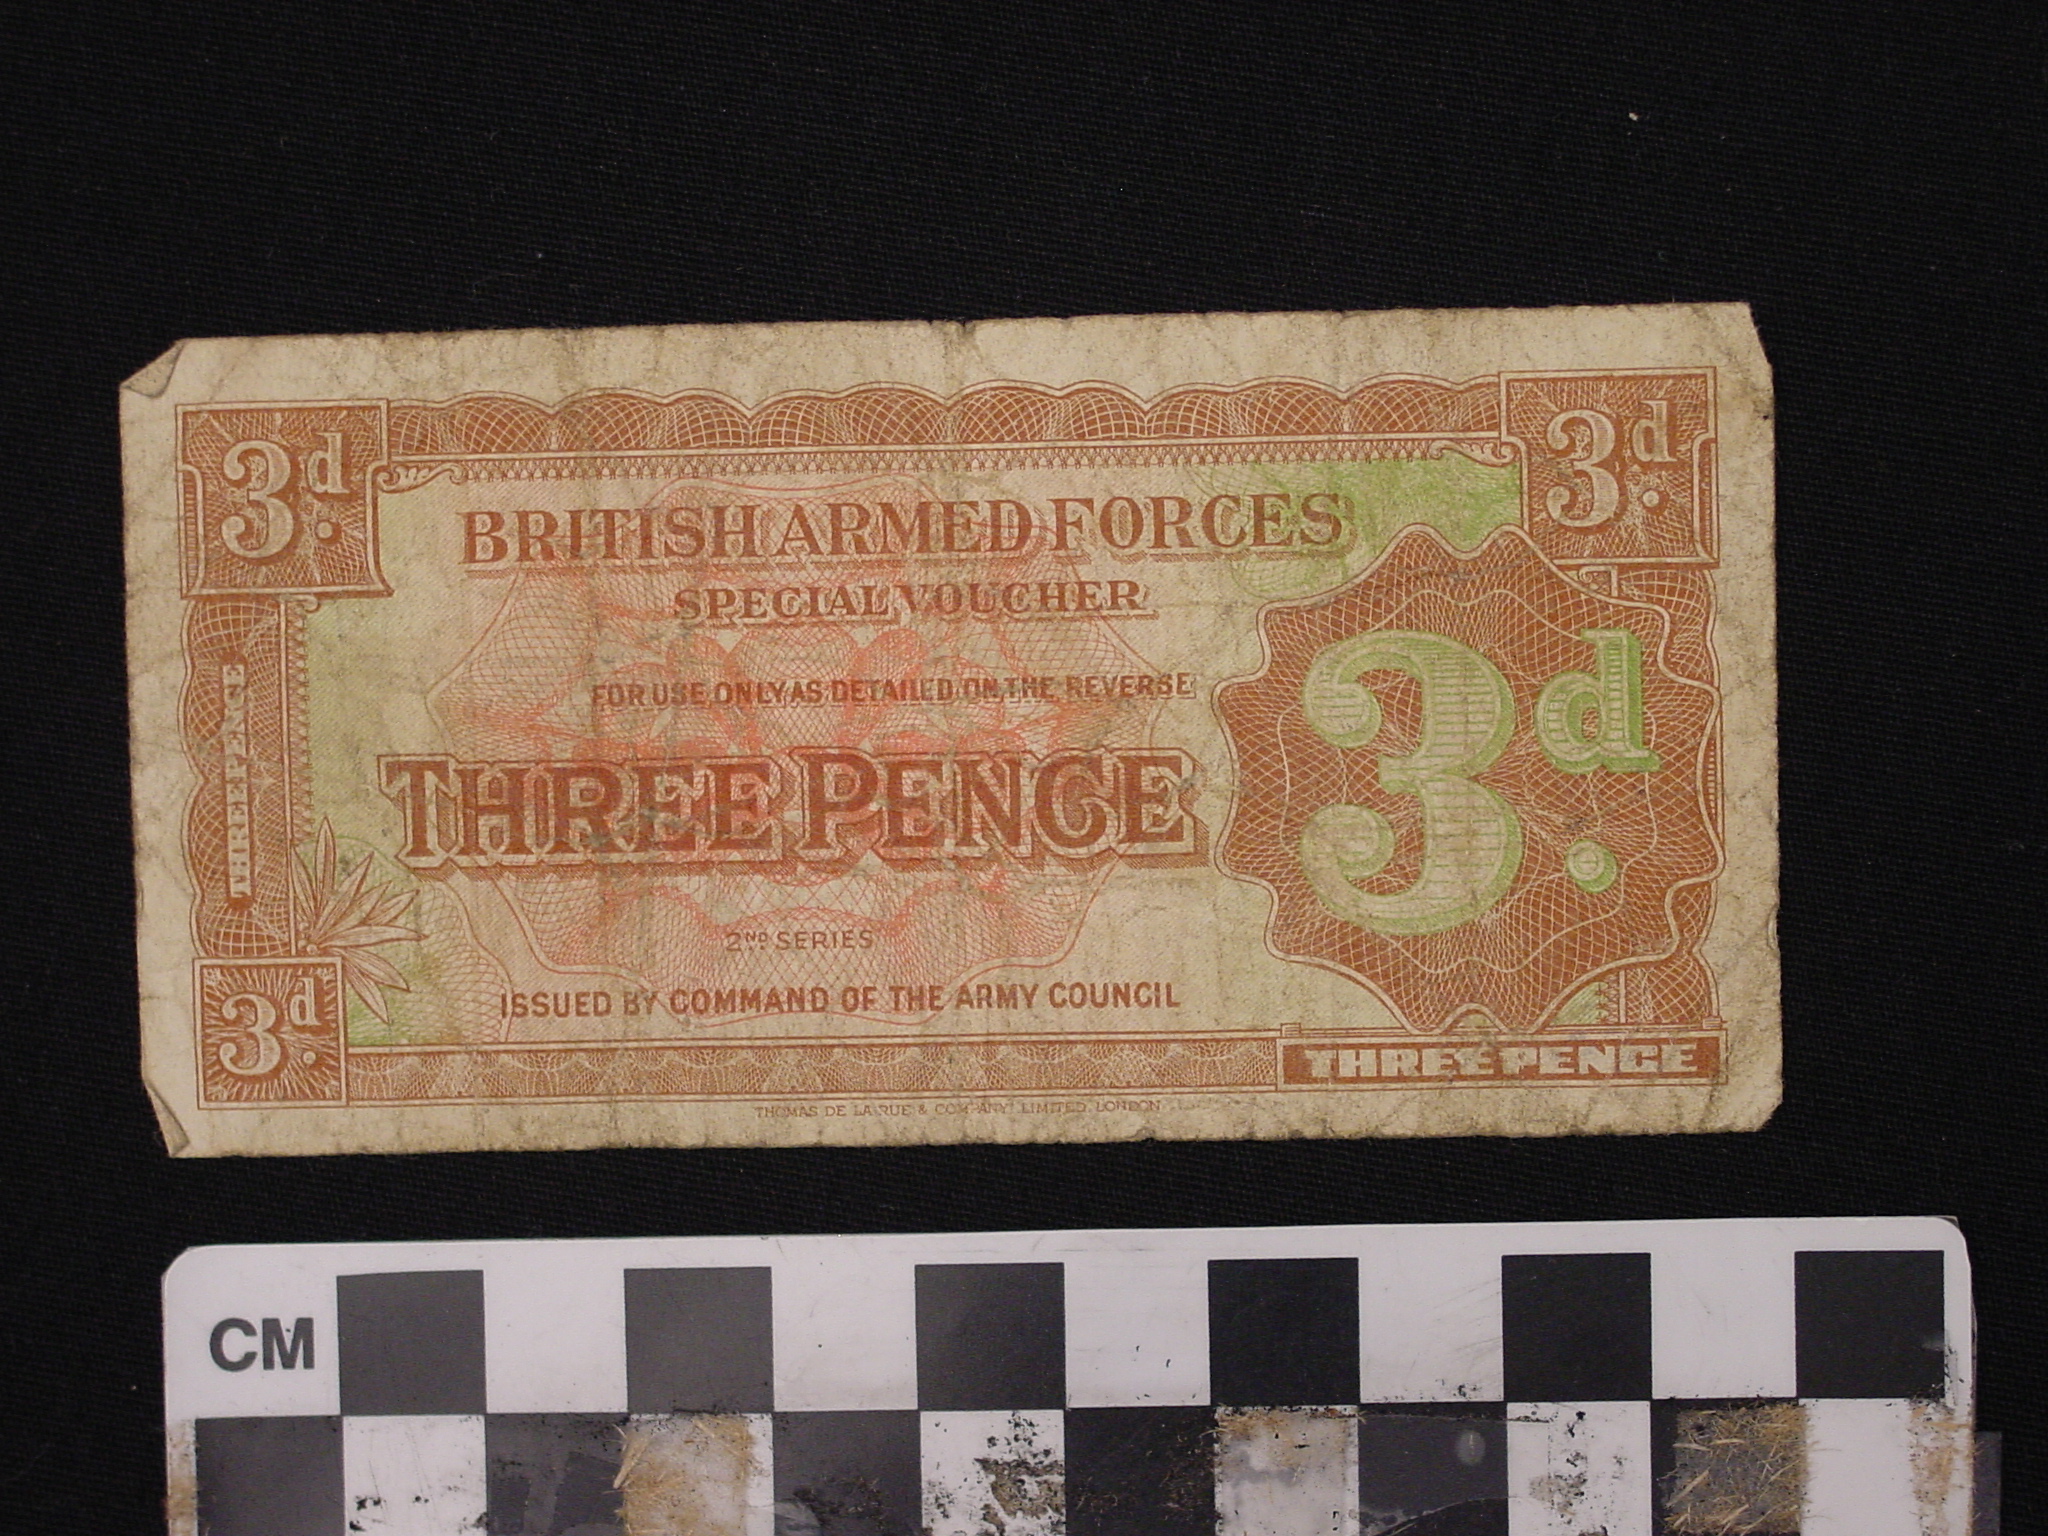 3d.
3d.
BRITISH ARMED FORCES
SPECIAL VOUCHER
FOR USE ONLY AS DETAILED ON THE REVERSE
THREE PENCE
3d.
THREE PENCE
2ND SERIES
ISSUED BY COMMAND OF THE ARMY COUNCIL
3d.
THREE PENCE
THOMAS DE LA RUE & COMPANY LIMITED. LONDON.
CM